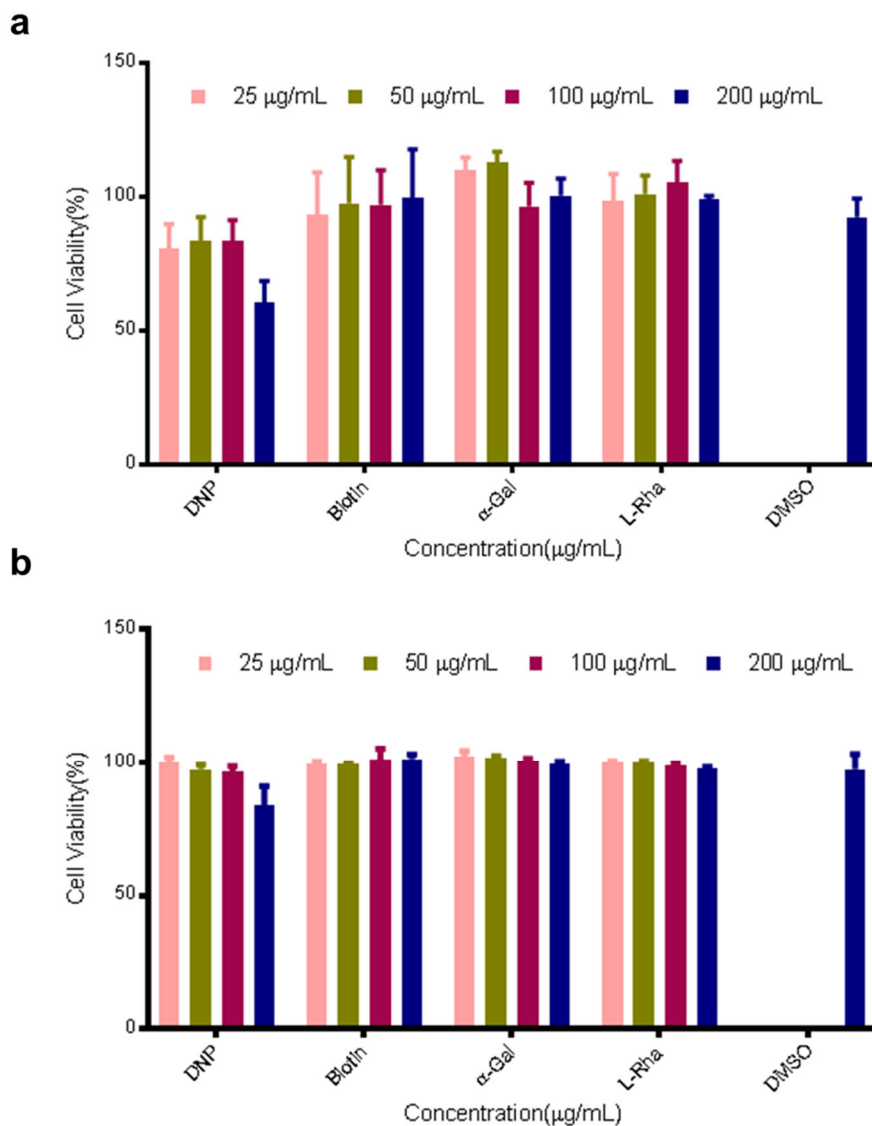 a
150
25 μg/mL 50 μg/mL 100 μg/mL 200 μg/mL
100
Cell Viability(%)
50
0
DNP Biotin α-Gal L-Rha DMSO
Concentration(μg/mL)
b
150
25 μg/mL 50 μg/mL 100 μg/mL 200 μg/mL
100
Cell Viability(%)
50
0
DNP Biotin α-Gal L-Rha DMSO
Concentration(μg/mL)